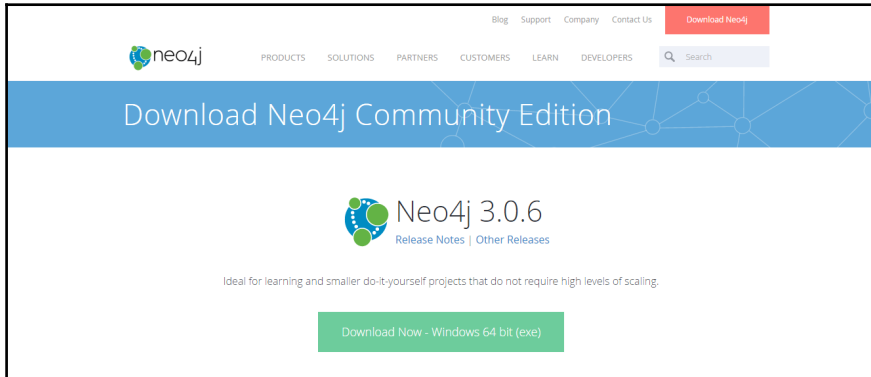 Blog Support Company Contact Us Download Neo4j
neo4j PRODUCTS SOLUTIONS PARTNERS CUSTOMERS LEARN DEVELOPERS Search
Download Neo4j Community Edition
Neo4j 3.0.6
Release Notes | Other Releases
Ideal for learning and smaller do-it-yourself projects that do not require high levels of scaling.
Download Now - Windows 64 bit (exe)